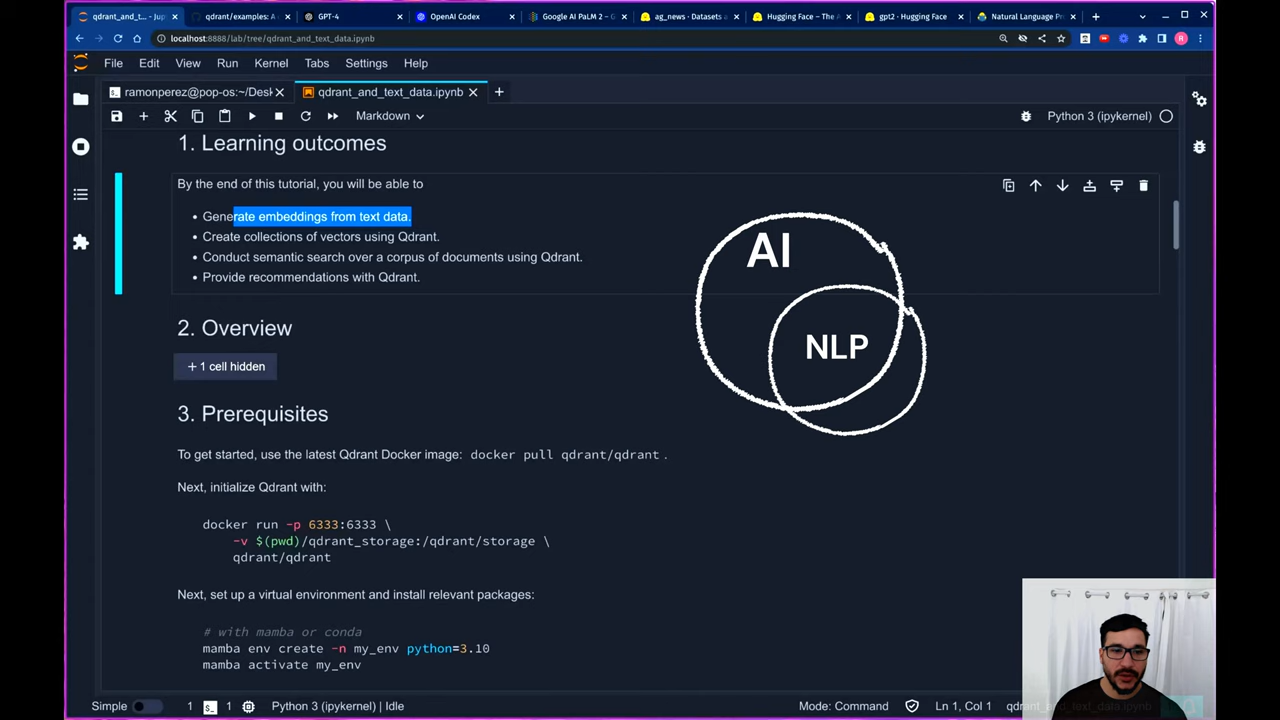 qdrant_and_t... - Jup
qdrant/examples: A
GPT-4
OpenAI Codex
Google AI PaLM 2 –
ag_news · Datasets a
Hugging Face – The A
gpt2 · Hugging Face
Natural Language Pr
localhost:8888/lab/tree/qdrant_and_text_data.ipynb
File Edit View Run Kernel Tabs Settings Help
ramonperez@pop-os:~/Desk
qdrant_and_text_data.ipynb
Markdown
Python 3 (ipykernel)
1. Learning outcomes
By the end of this tutorial, you will be able to
• Generate embeddings from text data.
• Create collections of vectors using Qdrant.
• Conduct semantic search over a corpus of documents using Qdrant.
• Provide recommendations with Qdrant.
AI
NLP
2. Overview
+ 1 cell hidden
3. Prerequisites
To get started, use the latest Qdrant Docker image: docker pull qdrant/qdrant .
Next, initialize Qdrant with:
docker run -p 6333:6333 \
-v $(pwd)/qdrant_storage:/qdrant/storage \
qdrant/qdrant
Next, set up a virtual environment and install relevant packages:
# with mamba or conda
mamba env create -n my_env python=3.10
mamba activate my_env
Simple 1 1 Python 3 (ipykernel) | Idle Mode: Command Ln 1, Col 1 qdrant_and_text_data.ipynb